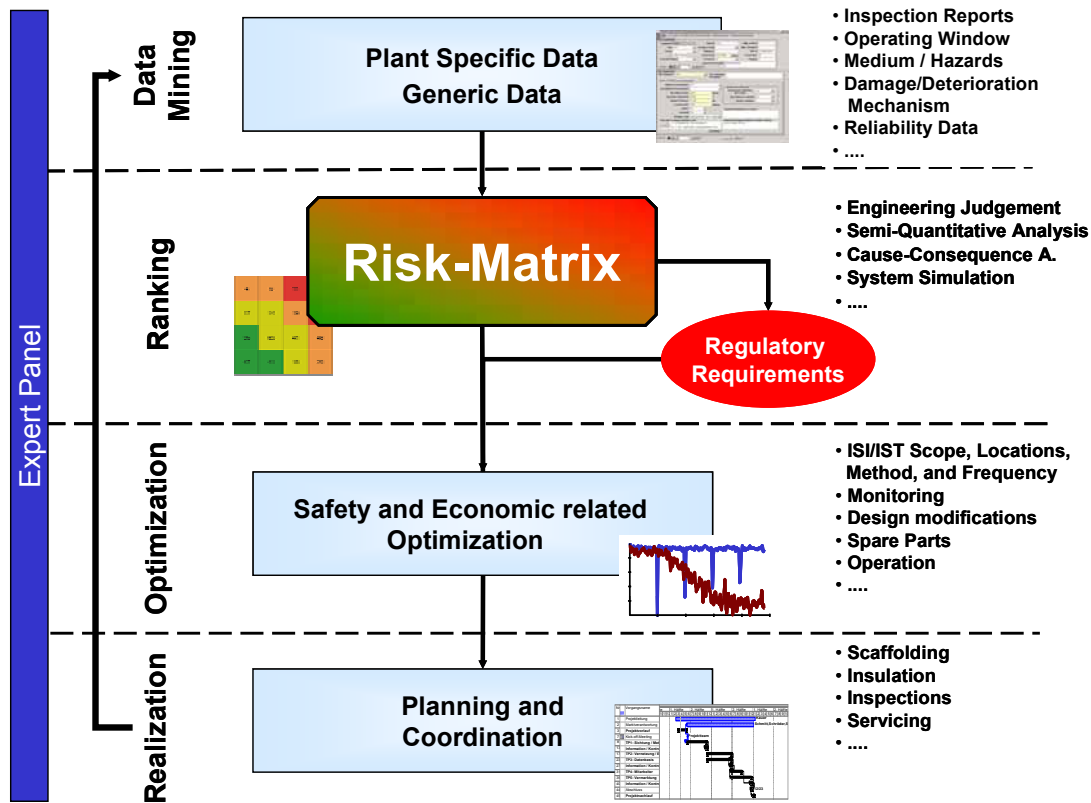 Expert Panel
Data
Mining
Plant Specific Data
Generic Data
• Inspection Reports
• Operating Window
• Medium / Hazards
• Damage/Deterioration
Mechanism
• Reliability Data
• ....
Ranking
Risk-Matrix
Regulatory
Requirements
• Engineering Judgement
• Semi-Quantitative Analysis
• Cause-Consequence A.
• System Simulation
• ....
Optimization
Safety and Economic related
Optimization
• ISI/IST Scope, Locations,
Method, and Frequency
• Monitoring
• Design modifications
• Spare Parts
• Operation
• ....
Realization
Planning and
Coordination
• Scaffolding
• Insulation
• Inspections
• Servicing
• ....